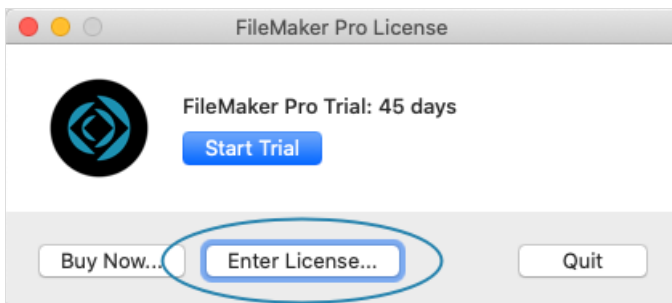 FileMaker Pro License
FileMaker Pro Trial: 45 days
Start Trial
Buy Now... Enter License... Quit